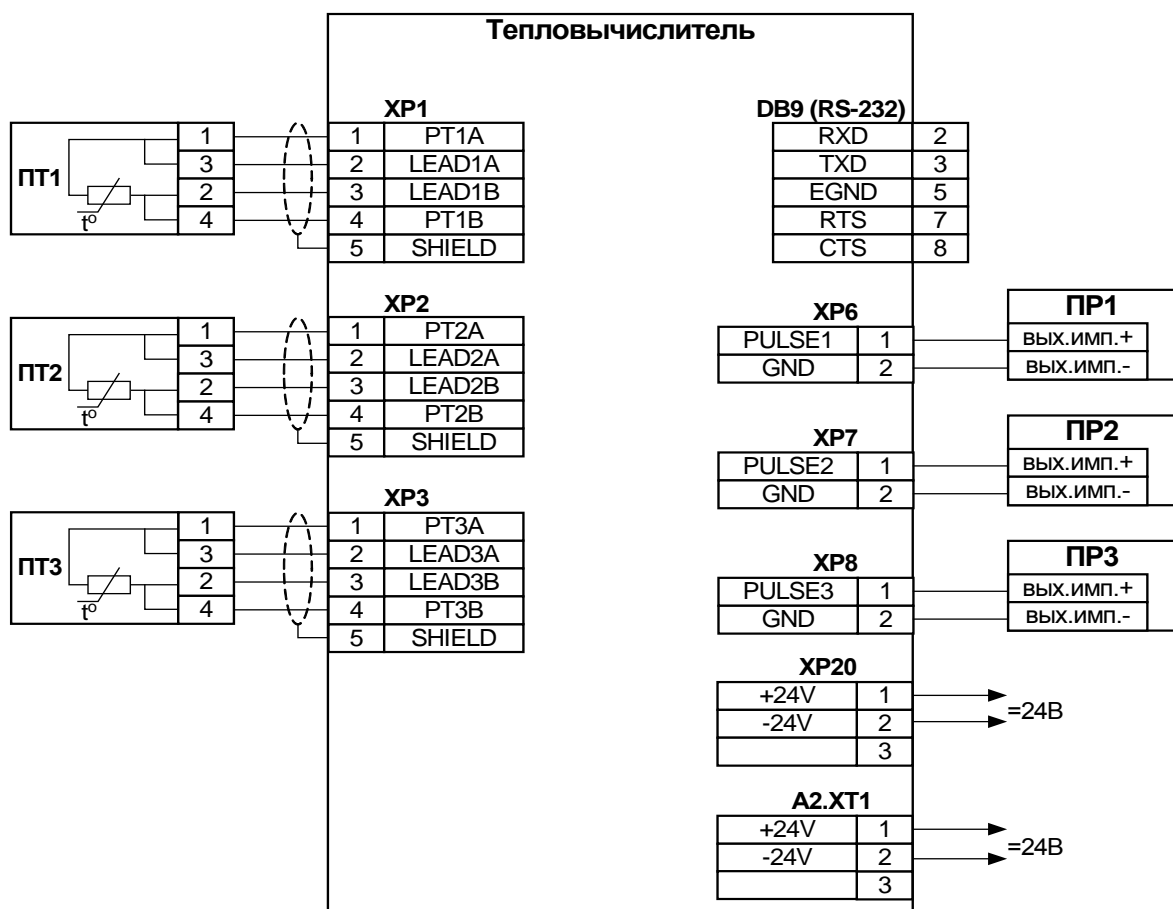 Тепловычислитель
XP1
ПТ1
1
3
2
4
tº
1 PT1A
2 LEAD1A
3 LEAD1B
4 PT1B
5 SHIELD
XP2
ПТ2
1
3
2
4
tº
1 PT2A
2 LEAD2A
3 LEAD2B
4 PT2B
5 SHIELD
XP3
ПТ3
1
3
2
4
tº
1 PT3A
2 LEAD3A
3 LEAD3B
4 PT3B
5 SHIELD
DB9 (RS-232)
RXD 2
TXD 3
EGND 5
RTS 7
CTS 8
XP6
PULSE1 1
GND 2
ПР1
вых.имп.+
вых.имп.-
XP7
PULSE2 1
GND 2
ПР2
вых.имп.+
вых.имп.-
XP8
PULSE3 1
GND 2
ПР3
вых.имп.+
вых.имп.-
XP20
+24V 1
-24V 2
3
=24В
A2.XT1
+24V 1
-24V 2
3
=24В